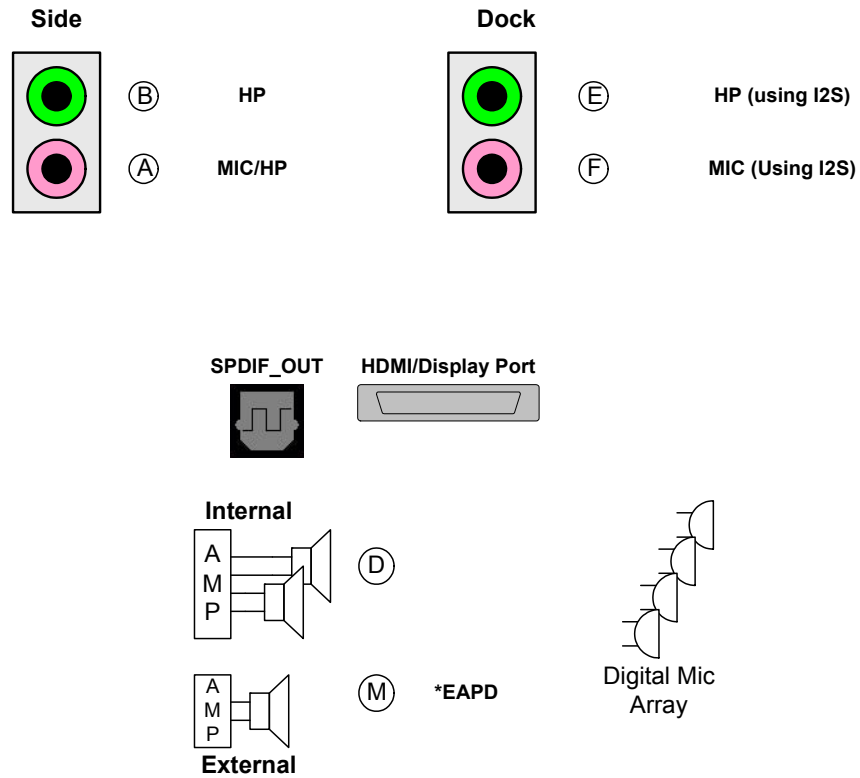 Side
Dock
B
HP
E
HP (using I2S)
A
MIC/HP
F
MIC (Using I2S)
SPDIF_OUT
HDMI/Display Port
Internal
A
M
P
D
Digital Mic
Array
A
M
P
M
*EAPD
External